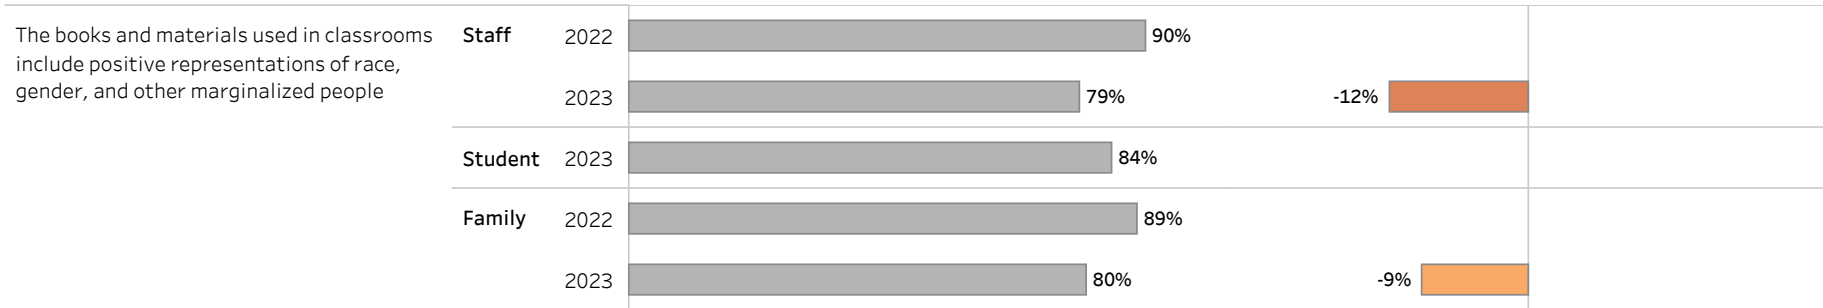 The books and materials used in classrooms
include positive representations of race,
gender, and other marginalized people
Staff 2022 90%
2023 79% -12%
Student 2023 84%
Family 2022 89%
2023 80% -9%